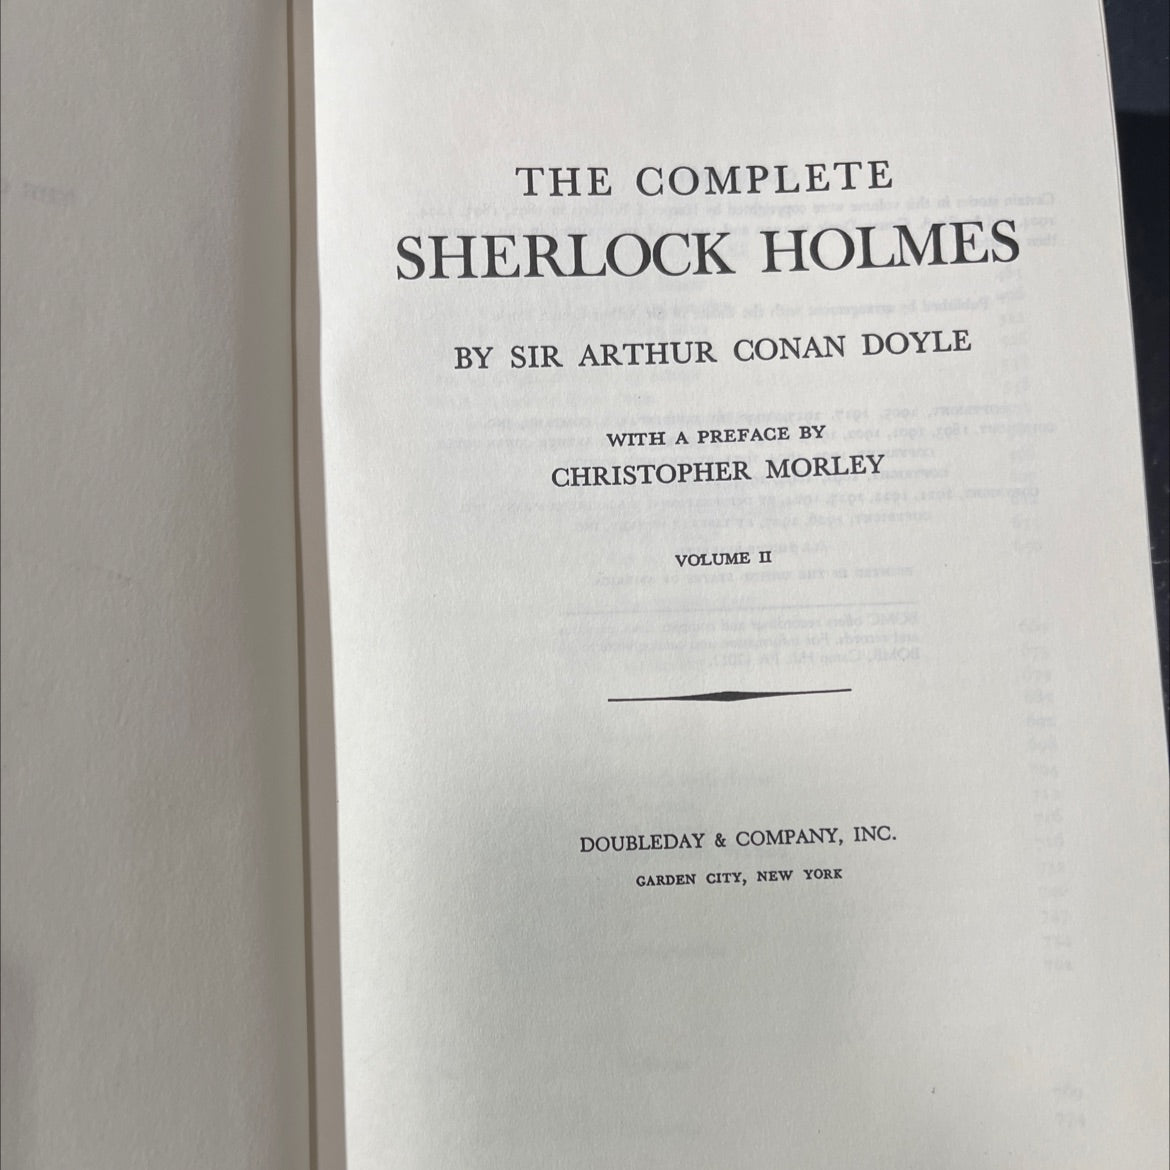 THE COMPLETE
SHERLOCK HOLMES
BY SIR ARTHUR CONAN DOYLE
WITH A PREFACE BY
CHRISTOPHER MORLEY
VOLUME II
DOUBLEDAY & COMPANY, INC.
GARDEN CITY, NEW YORK